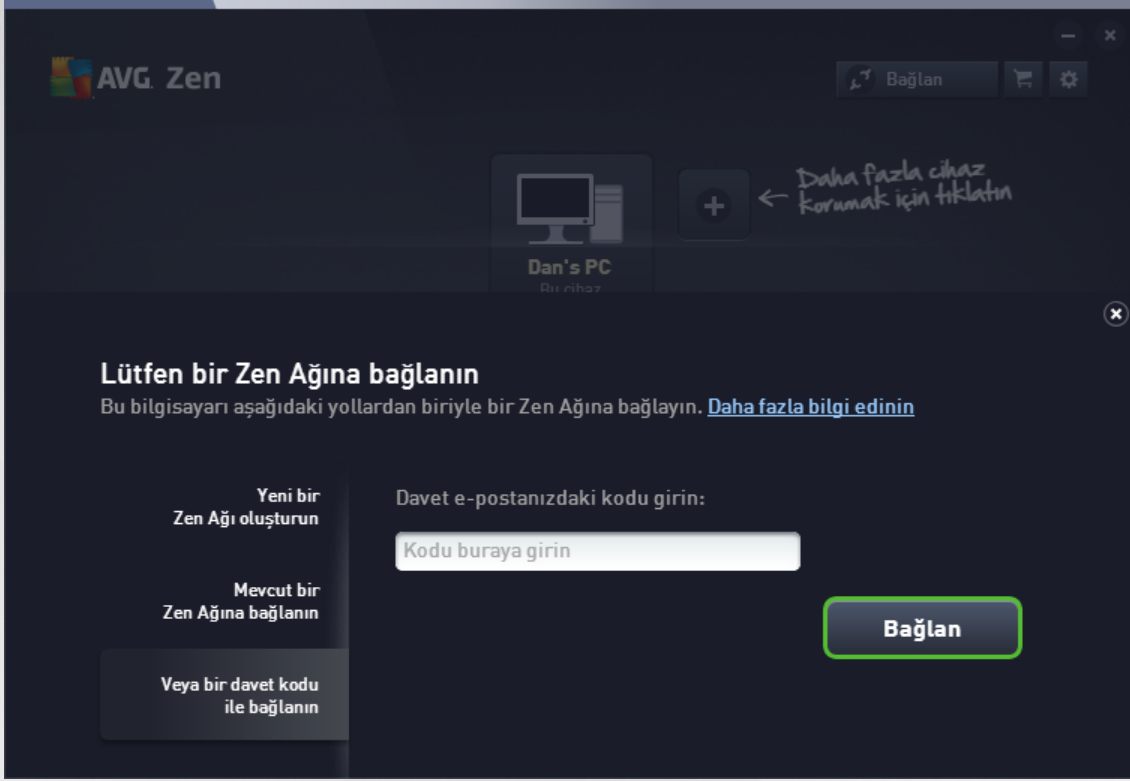 AVG. Zen
Bağlan
Daha fazla cihaz
korumak için tıklatın
Dan's PC
Bu cihaz
Lütfen bir Zen Ağına bağlanın
Bu bilgisayarı aşağıdaki yollardan biriyle bir Zen Ağına bağlayın. Daha fazla bilgi edinin
Yeni bir
Zen Ağı oluşturun
Mevcut bir
Zen Ağına bağlanın
Veya bir davet kodu
ile bağlanın
Davet e-postanızdaki kodu girin:
Kodu buraya girin
Bağlan